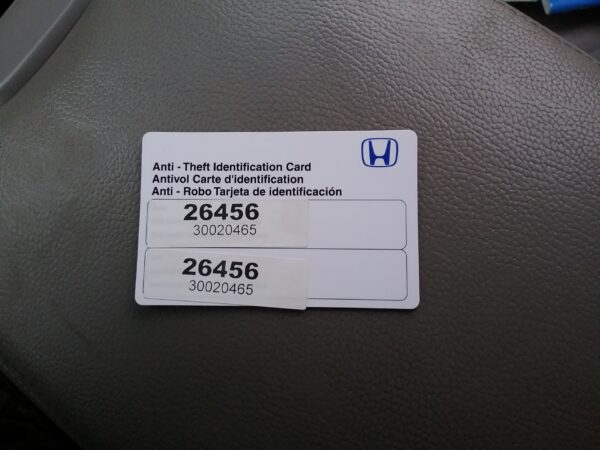 Anti - Theft Identification Card
Antivol Carte d'identification
Anti - Robo Tarjeta de identificación
26456
30020465
26456
30020465